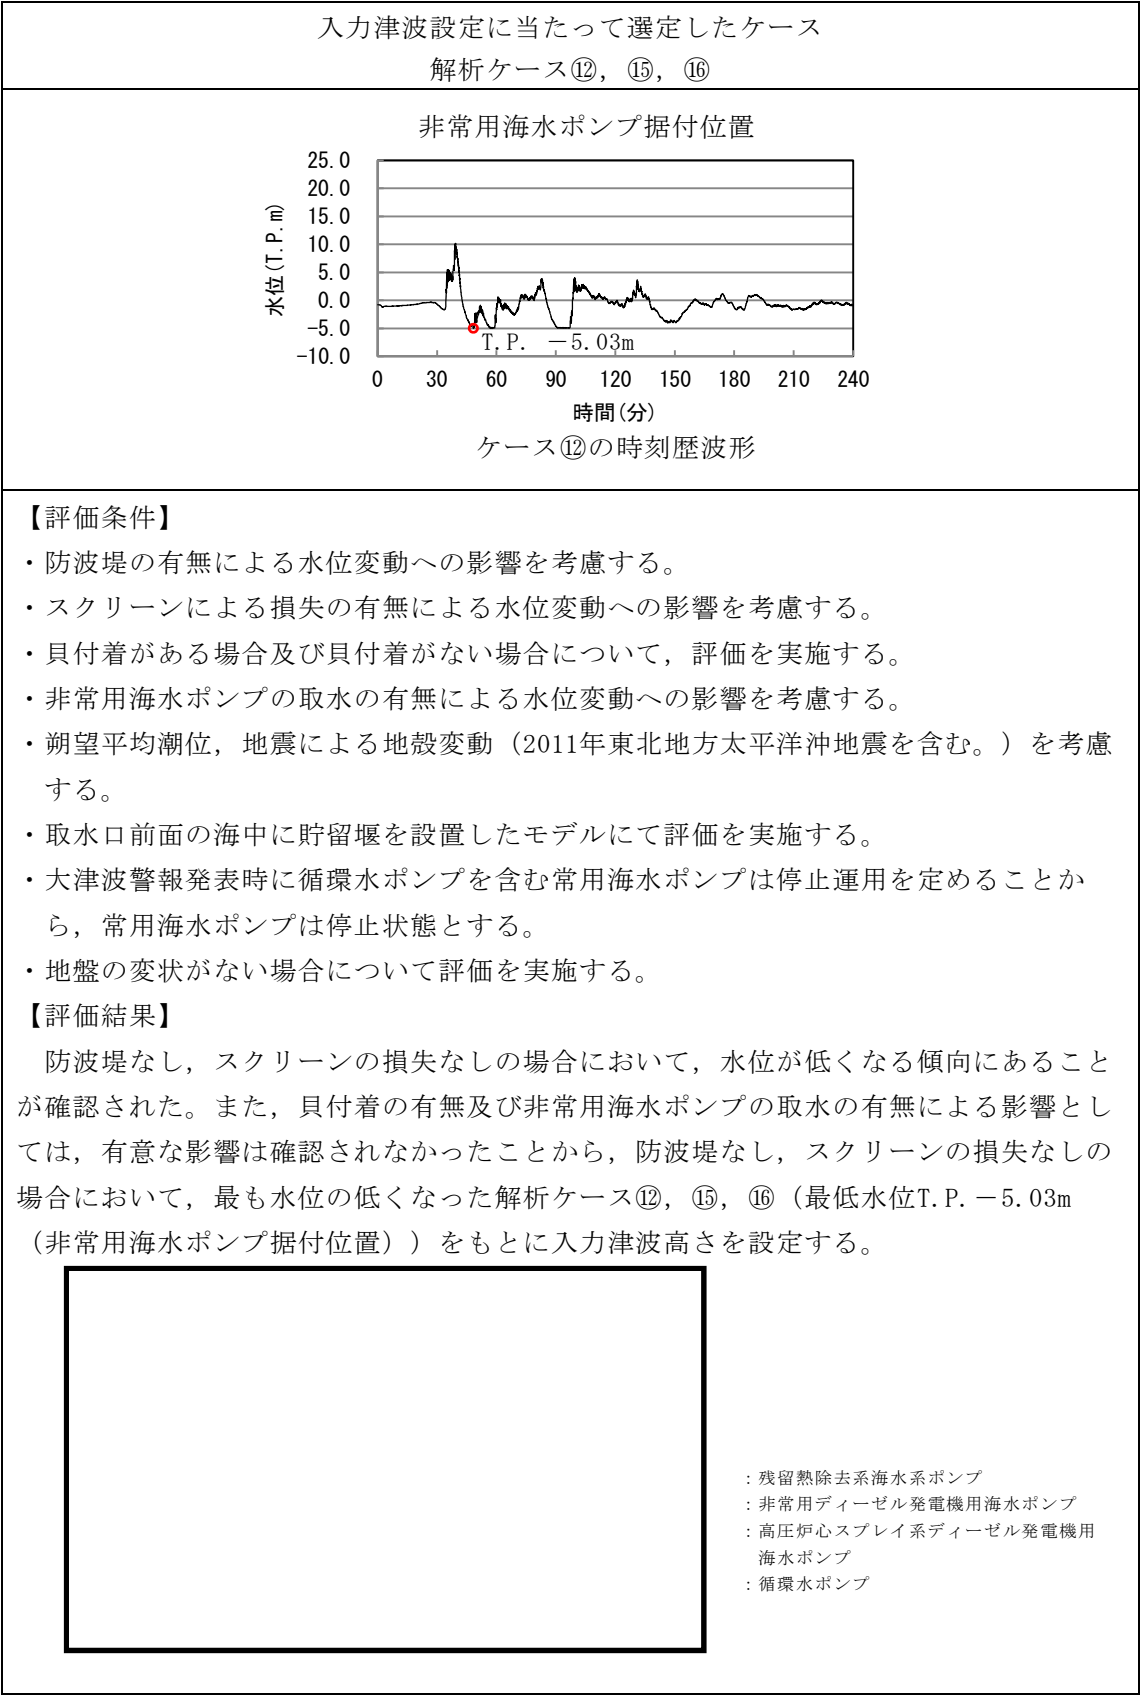 入力津波設定に当たって選定したケース
解析ケース⑫，⑮，⑯
非常用海水ポンプ据付位置
25.0
20.0
15.0
10.0
5.0
0.0
-5.0
-10.0
水位(T.P.m)
T.P. －5.03m
0 30 60 90 120 150 180 210 240
時間(分)
ケース⑫の時刻歴波形
【評価条件】
・防波堤の有無による水位変動への影響を考慮する。
・スクリーンによる損失の有無による水位変動への影響を考慮する。
・貝付着がある場合及び貝付着がない場合について，評価を実施する。
・非常用海水ポンプの取水の有無による水位変動への影響を考慮する。
・朔望平均潮位，地震による地殻変動（2011年東北地方太平洋沖地震を含む。）を考慮
する。
・取水口前面の海中に貯留堰を設置したモデルにて評価を実施する。
・大津波警報発表時に循環水ポンプを含む常用海水ポンプは停止運用を定めることか
ら，常用海水ポンプは停止状態とする。
・地盤の変状がない場合について評価を実施する。
【評価結果】
防波堤なし，スクリーンの損失なしの場合において，水位が低くなる傾向にあること
が確認された。また，貝付着の有無及び非常用海水ポンプの取水の有無による影響とし
ては，有意な影響は確認されなかったことから，防波堤なし，スクリーンの損失なしの
場合において，最も水位の低くなった解析ケース⑫，⑮，⑯（最低水位T.P.－5.03m
（非常用海水ポンプ据付位置））をもとに入力津波高さを設定する。
：残留熱除去系海水系ポンプ
：非常用ディーゼル発電機用海水ポンプ
：高圧炉心スプレイ系ディーゼル発電機用
海水ポンプ
：循環水ポンプ